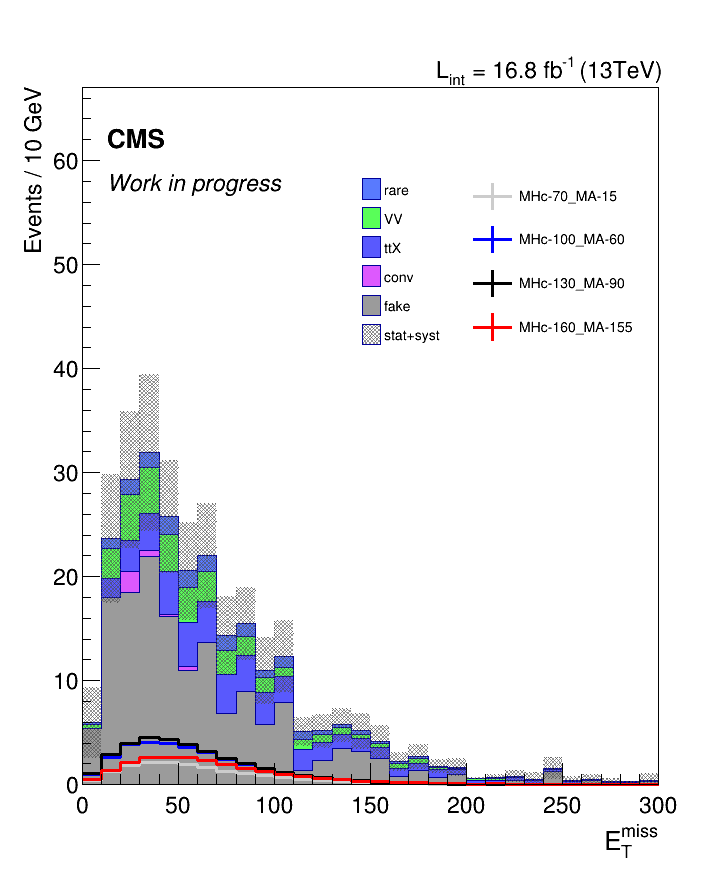 L_int = 16.8 fb^-1 (13TeV)
Events / 10 GeV
CMS
Work in progress
rare
VV
ttX
conv
fake
stat+syst
MHc-70_MA-15
MHc-100_MA-60
MHc-130_MA-90
MHc-160_MA-155
60
50
40
30
20
10
0
0 50 100 150 200 250 300
E_T^miss